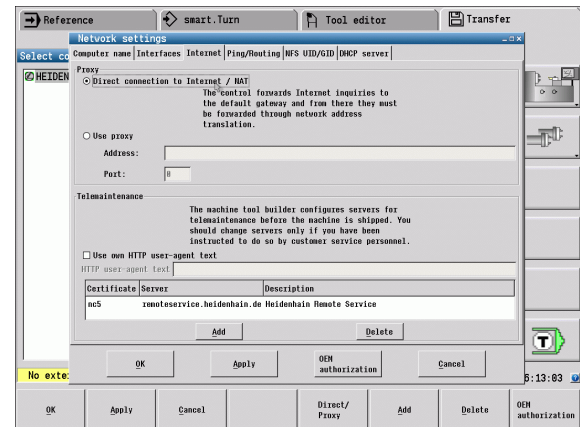 Reference
smart.Turn
Tool editor
Transfer
Network settings
Select co
Computer name Interfaces Internet Ping/Routing NFS UID/GID DHCP server
HEIDEN
Proxy
Direct connection to Internet / NAT
The control forwards Internet inquiries to
the default gateway and from there they must
be forwarded through network address
translation.
Use proxy
Address:
Port: 0
Telemaintenance
The machine tool builder configures servers for
telemaintenance before the machine is shipped. You
should change servers only if you have been
instructed to do so by customer service personnel.
Use own HTTP user-agent text
HTTP user-agent text
Certificate Server Description
nc5 remoteservice.heidenhain.de Heidenhain Remote Service
Add Delete
OK Apply OEM authorization Cancel
T
No exte
6:13:03
OK Apply Cancel Direct/ Proxy Add Delete OEM authorization